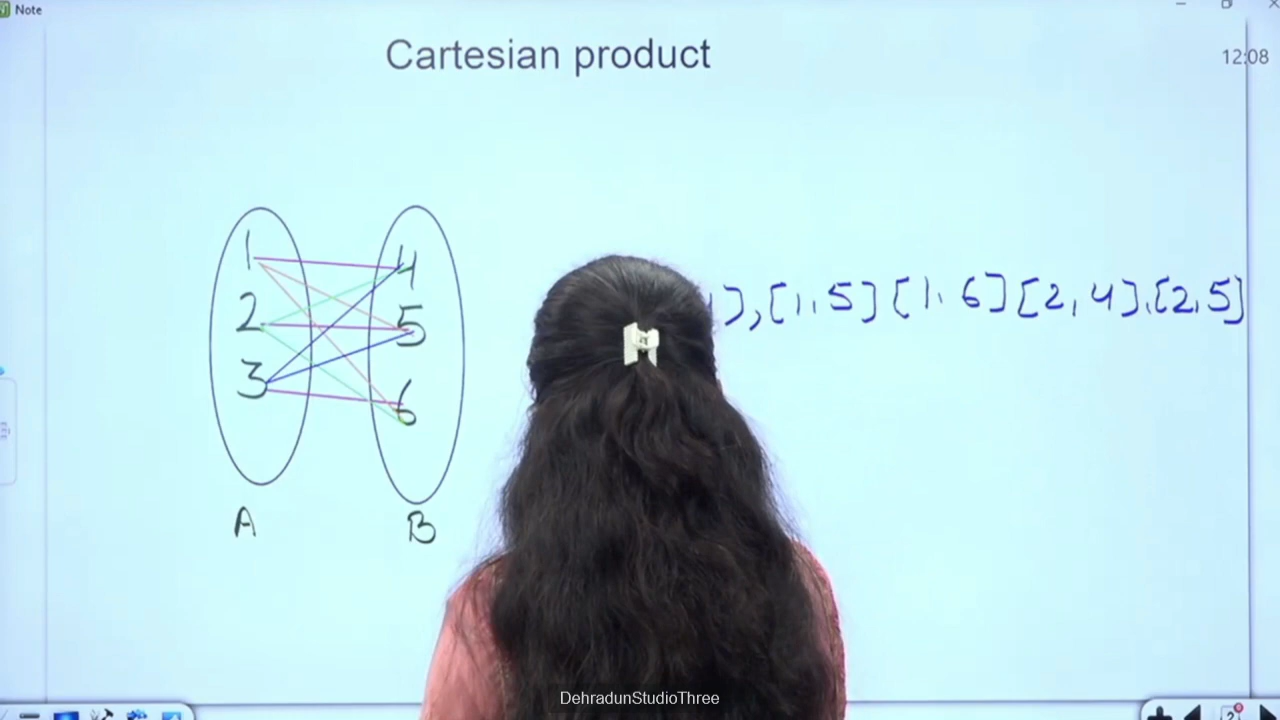 Note
Cartesian product
12:08
1 4
2 5
3 6
], [1,5] [1,6] [2,4], [2,5]
A B
DehradunStudioThree
2